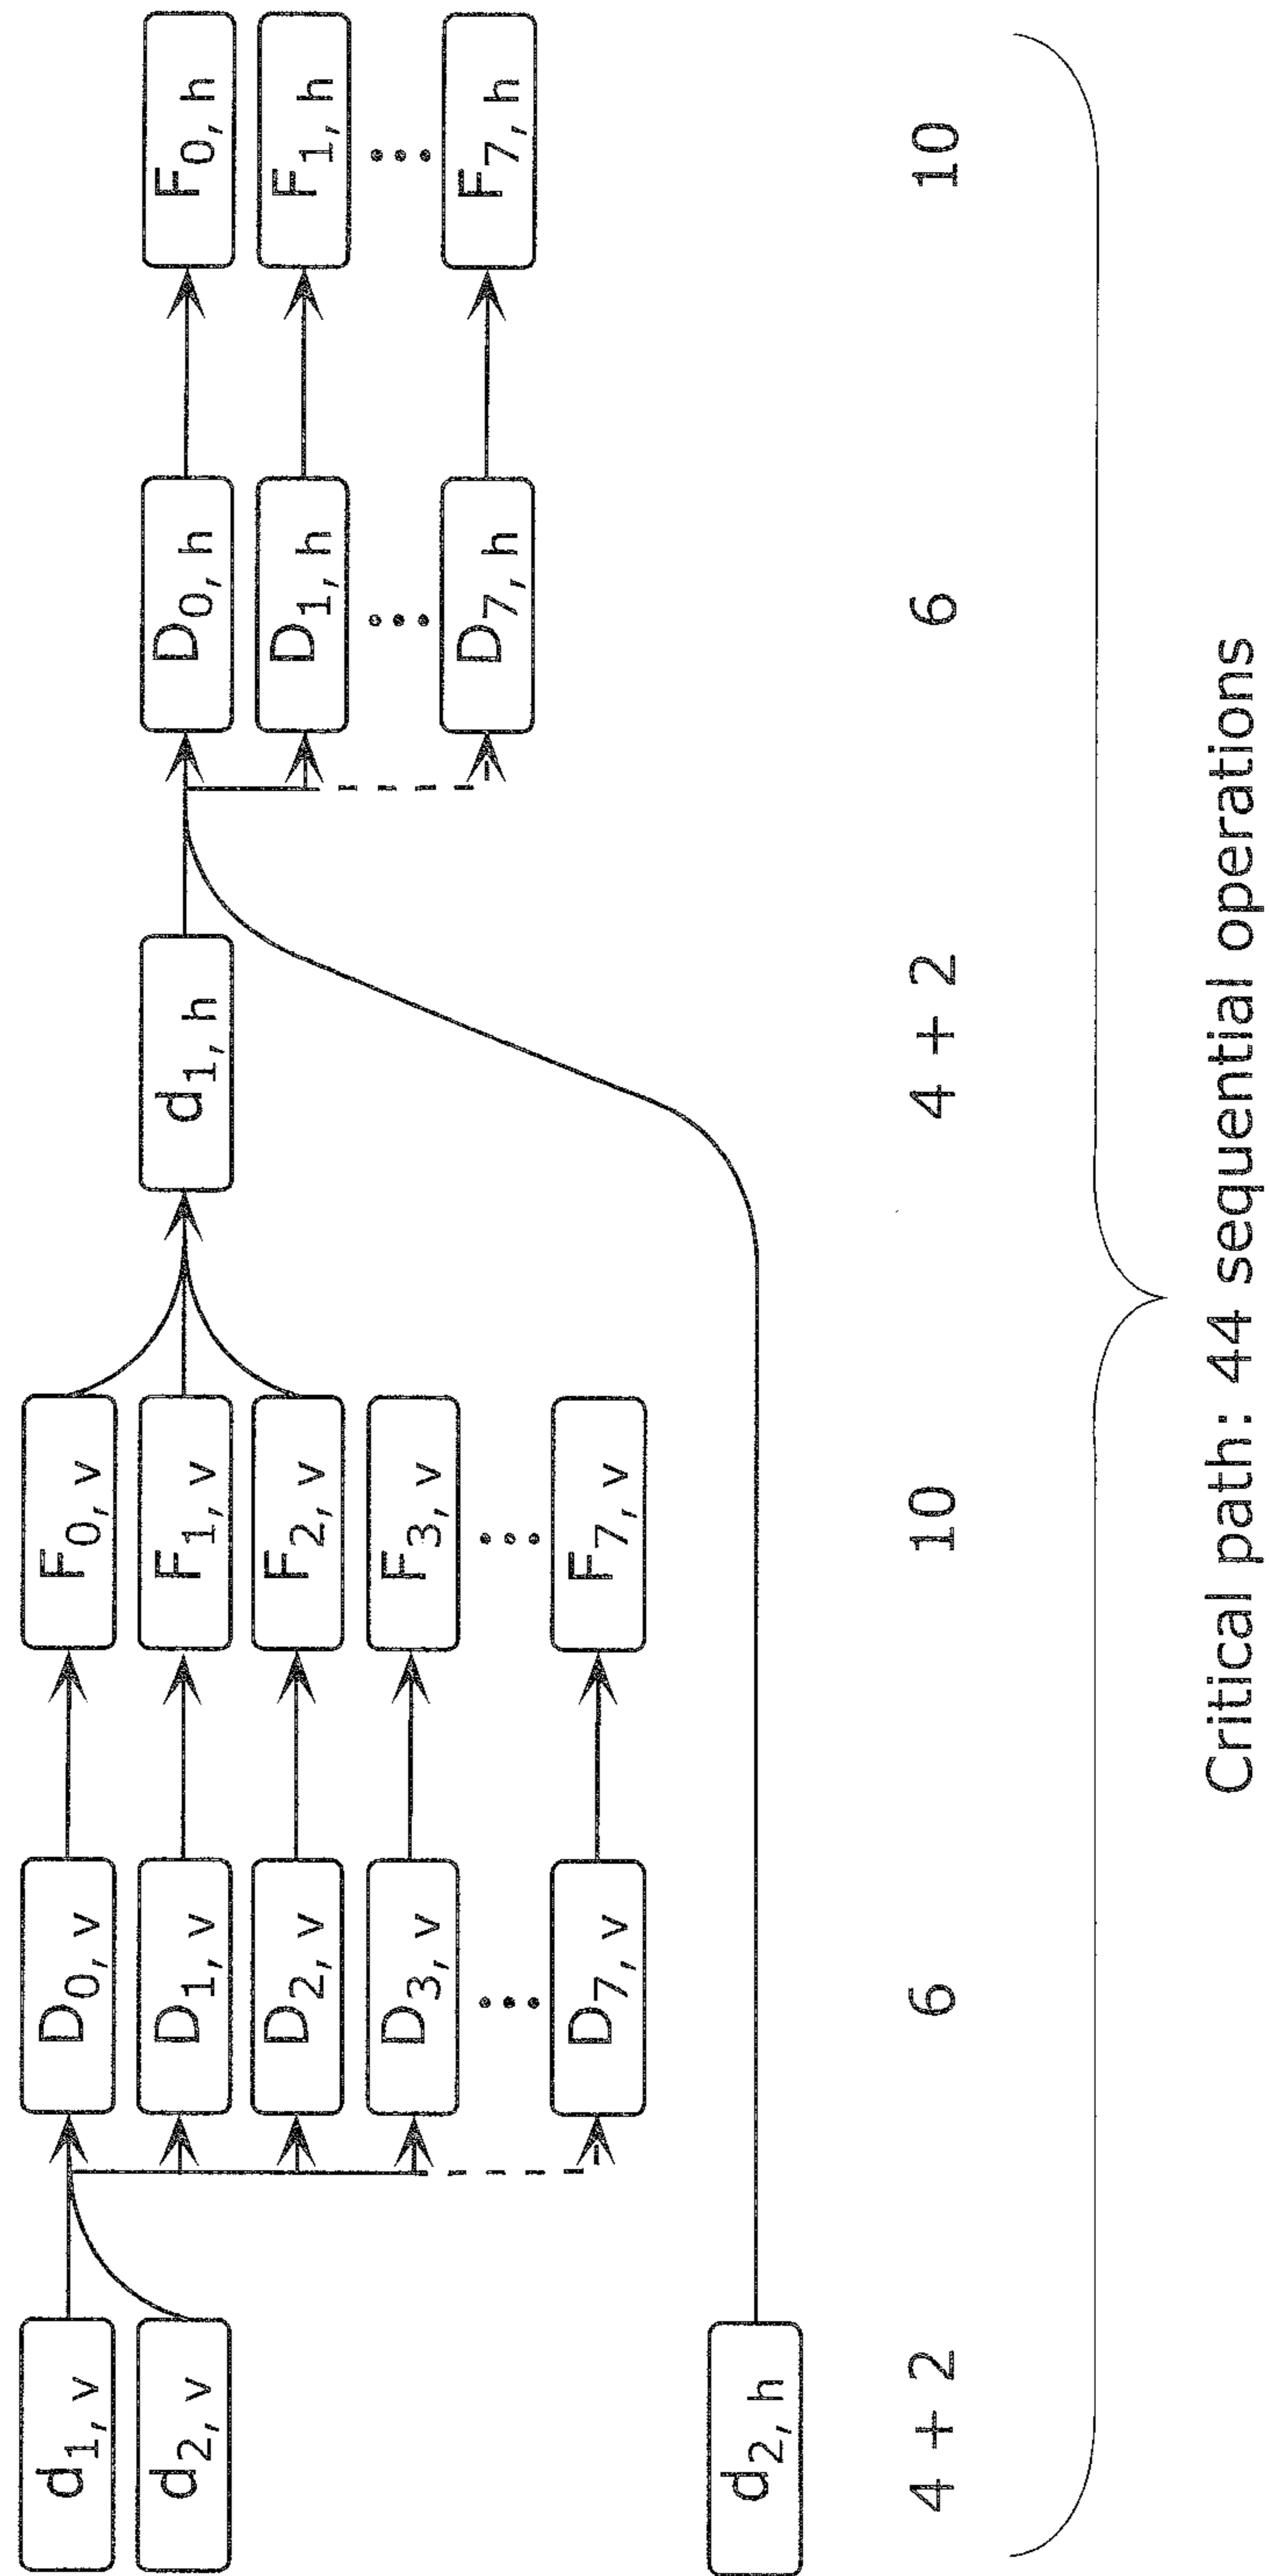 d1, v
d2, v
d2, h
D0, v
D1, v
D2, v
D3, v
...
D7, v
F0, v
F1, v
F2, v
F3, v
...
F7, v
d1, h
D0, h
D1, h
...
D7, h
F0, h
F1, h
...
F7, h
4 + 2
6
10
4 + 2
6
10
Critical path: 44 sequential operations